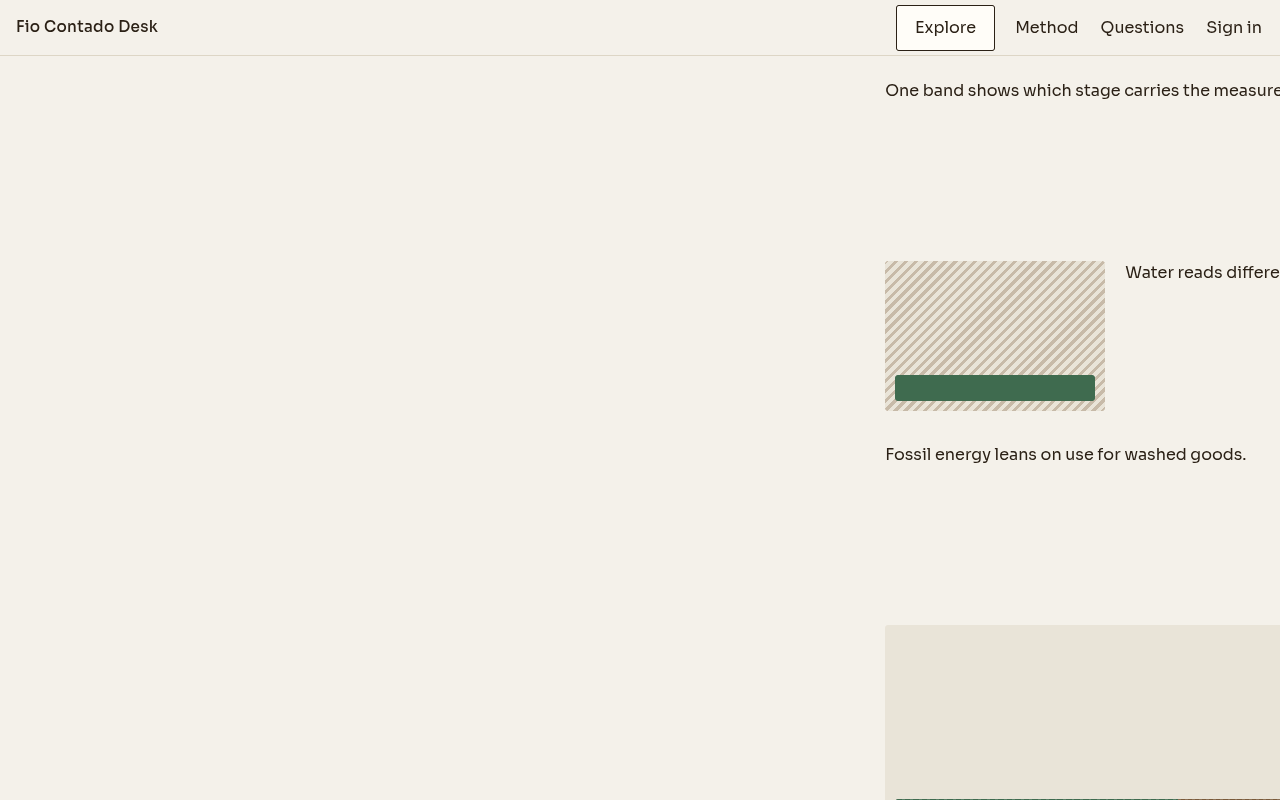 Fio Contado Desk
Explore
Method
Questions
Sign in
One band shows which stage carries the measure
Water reads
Fossil energy leans on use for washed goods.